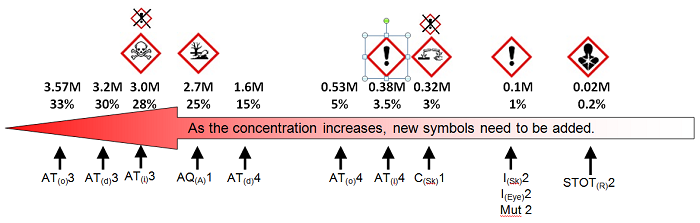 3.57M 3.2M 3.0M 2.7M 1.6M 0.53M 0.38M 0.32M 0.1M 0.02M
33% 30% 28% 25% 15% 5% 3.5% 3% 1% 0.2%
As the concentration increases, new symbols need to be added.
AT(o)3 AT(d)3 AT(i)3 AQ(A)1 AT(d)4 AT(o)4 AT(i)4 C(Sk)1 I(Sk)2 STOT(R)2
I(Eye)2
Mut 2